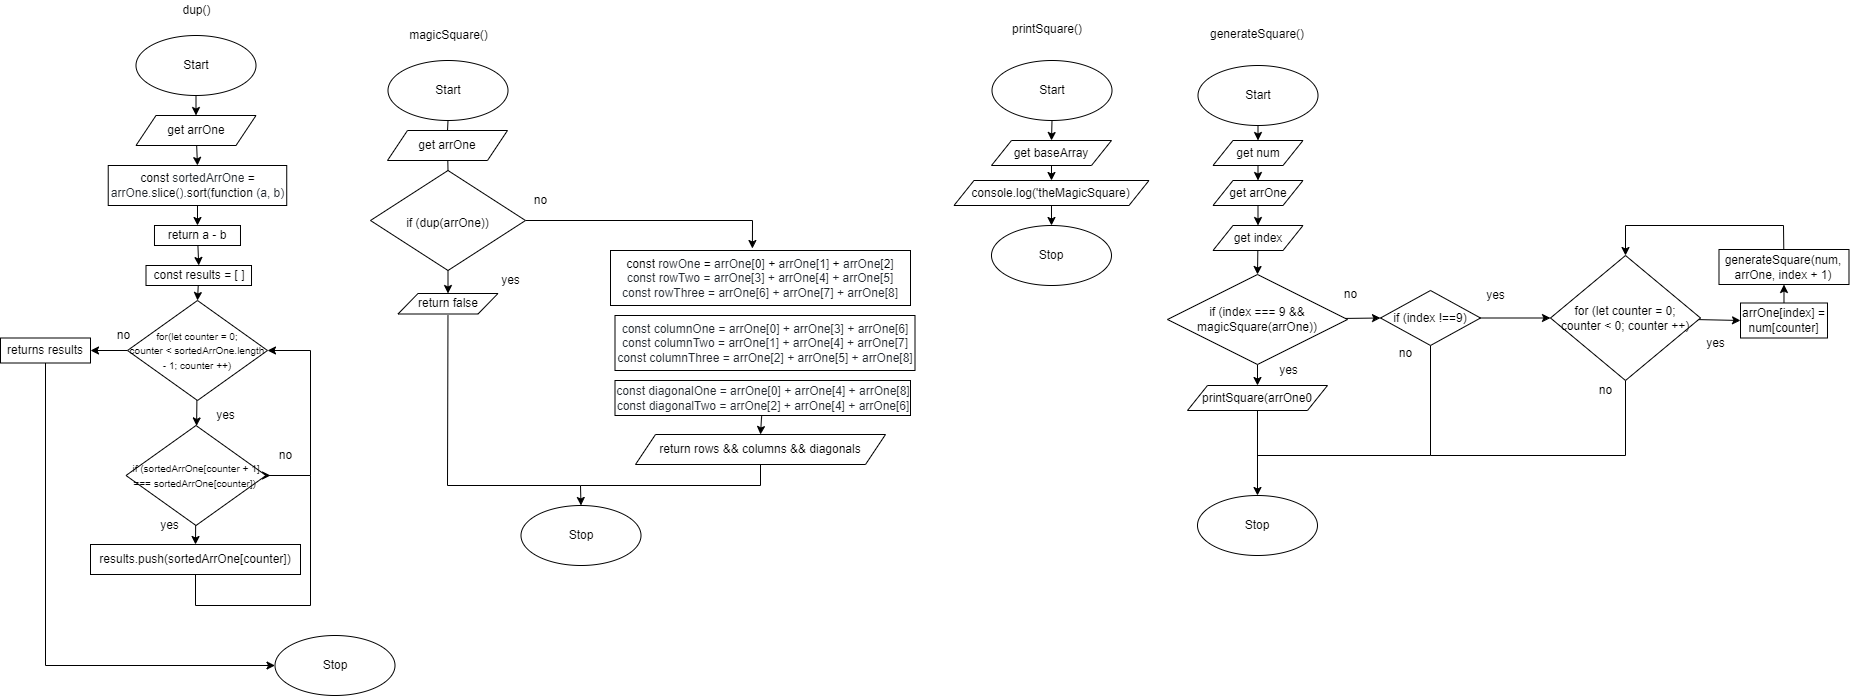 dup()
Start
get arrOne
const sortedArrOne =
arrOne.slice().sort(function (a, b)
return a - b
const results = [ ]
for(let counter = 0;
counter < sortedArrOne.length
- 1; counter ++)
no
returns results
yes
if (sortedArrOne[counter + 1]
=== sortedArrOne[counter])
no
yes
results.push(sortedArrOne[counter])
Stop
magicSquare()
Start
get arrOne
if (dup(arrOne))
no
yes
return false
const rowOne = arrOne[0] + arrOne[1] + arrOne[2]
const rowTwo = arrOne[3] + arrOne[4] + arrOne[5]
const rowThree = arrOne[6] + arrOne[7] + arrOne[8]
const columnOne = arrOne[0] + arrOne[3] + arrOne[6]
const columnTwo = arrOne[1] + arrOne[4] + arrOne[7]
const columnThree = arrOne[2] + arrOne[5] + arrOne[8]
const diagonalOne = arrOne[0] + arrOne[4] + arrOne[8]
const diagonalTwo = arrOne[2] + arrOne[4] + arrOne[6]
return rows && columns && diagonals
Stop
printSquare()
Start
get baseArray
console.log('theMagicSquare)
Stop
generateSquare()
Start
get num
get arrOne
get index
if (index === 9 &&
magicSquare(arrOne))
no
yes
printSquare(arrOne0
if (index !==9)
yes
no
for (let counter = 0;
counter < 0; counter ++)
yes
no
arrOne[index] =
num[counter]
generateSquare(num,
arrOne, index + 1)
Stop